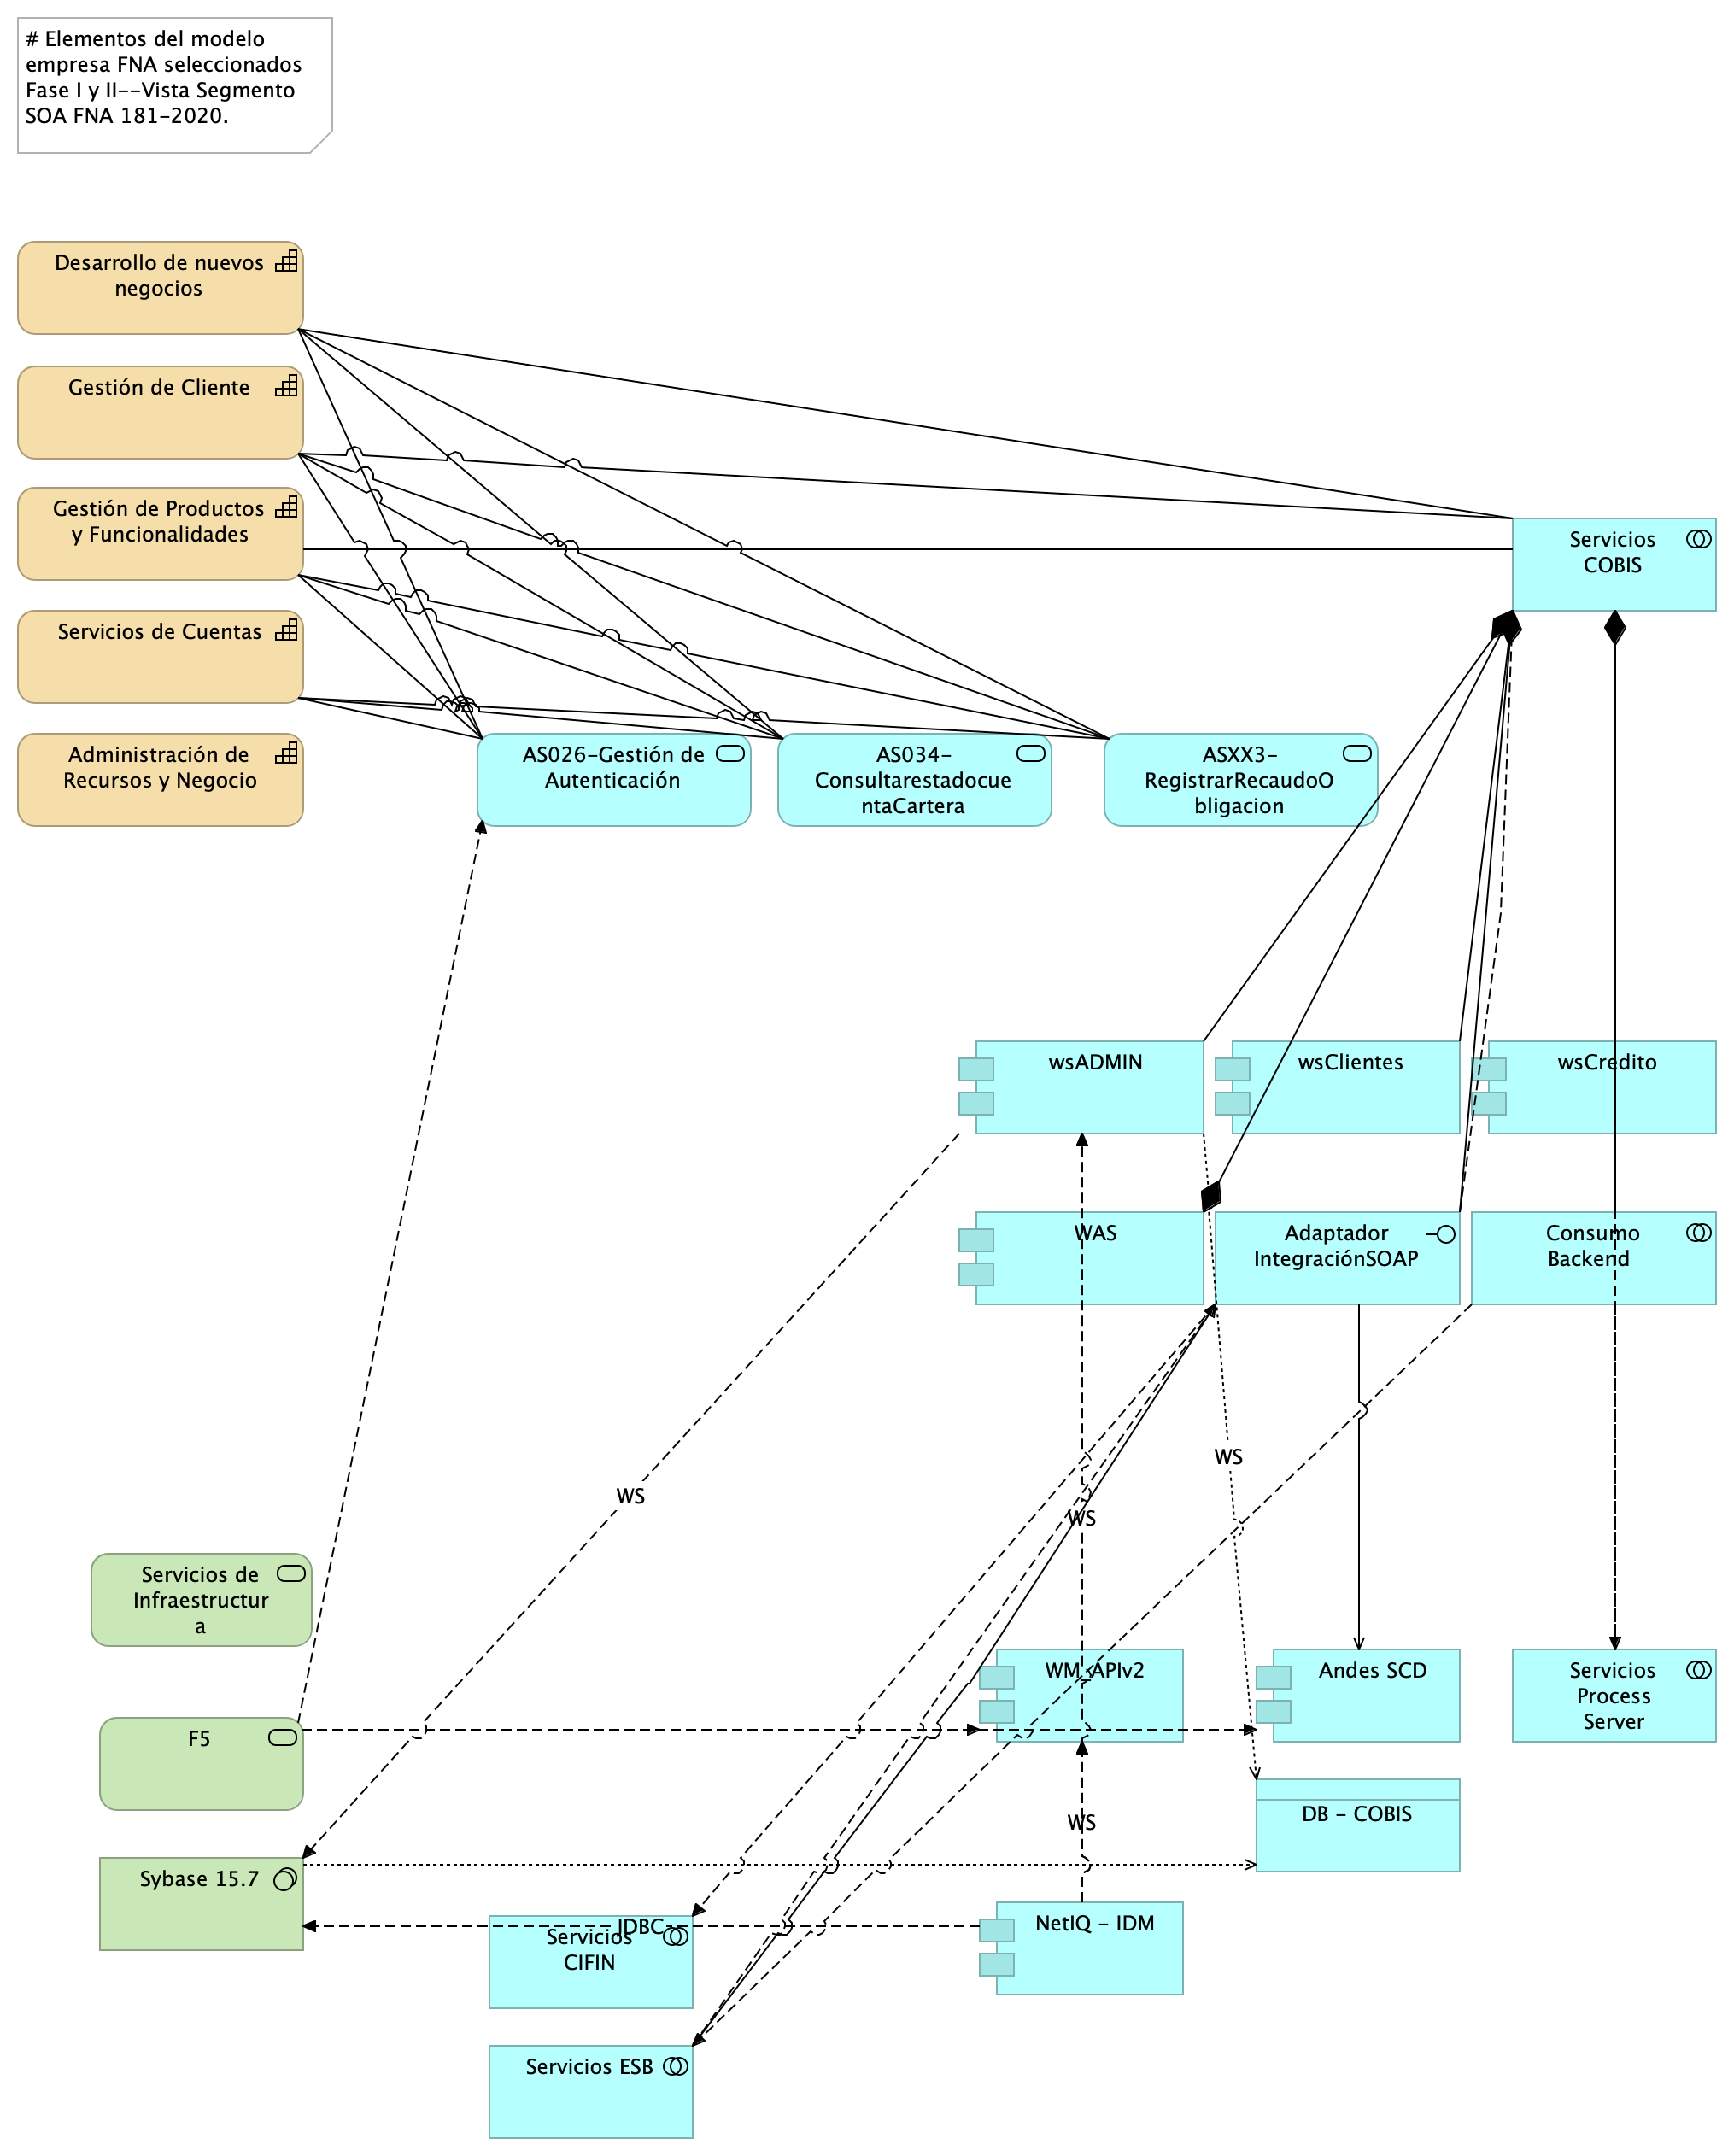 # Elementos del modelo
empresa FNA seleccionados
Fase I y II--Vista Segmento
SOA FNA 181-2020.
Desarrollo de nuevos
negocios
Gestión de Cliente
Gestión de Productos
y Funcionalidades
Servicios
COBIS
Servicios de Cuentas
Administración de
Recursos y Negocio
AS026-Gestión de
Autenticación
AS034-
Consultarestadocue
ntaCartera
ASXX3-
RegistrarRecaudoO
bligacion
wsADMIN
wsClientes
wsCredito
WAS
Adaptador
IntegraciónSOAP
Consumo
Backend
WS
WS
WS
Servicios de
Infraestructur
a
WM_APIv2
Andes SCD
Servicios
Process
Server
F5
DB - COBIS
WS
Sybase 15.7
JDBC
Servicios
CIFIN
NetIQ - IDM
Servicios ESB